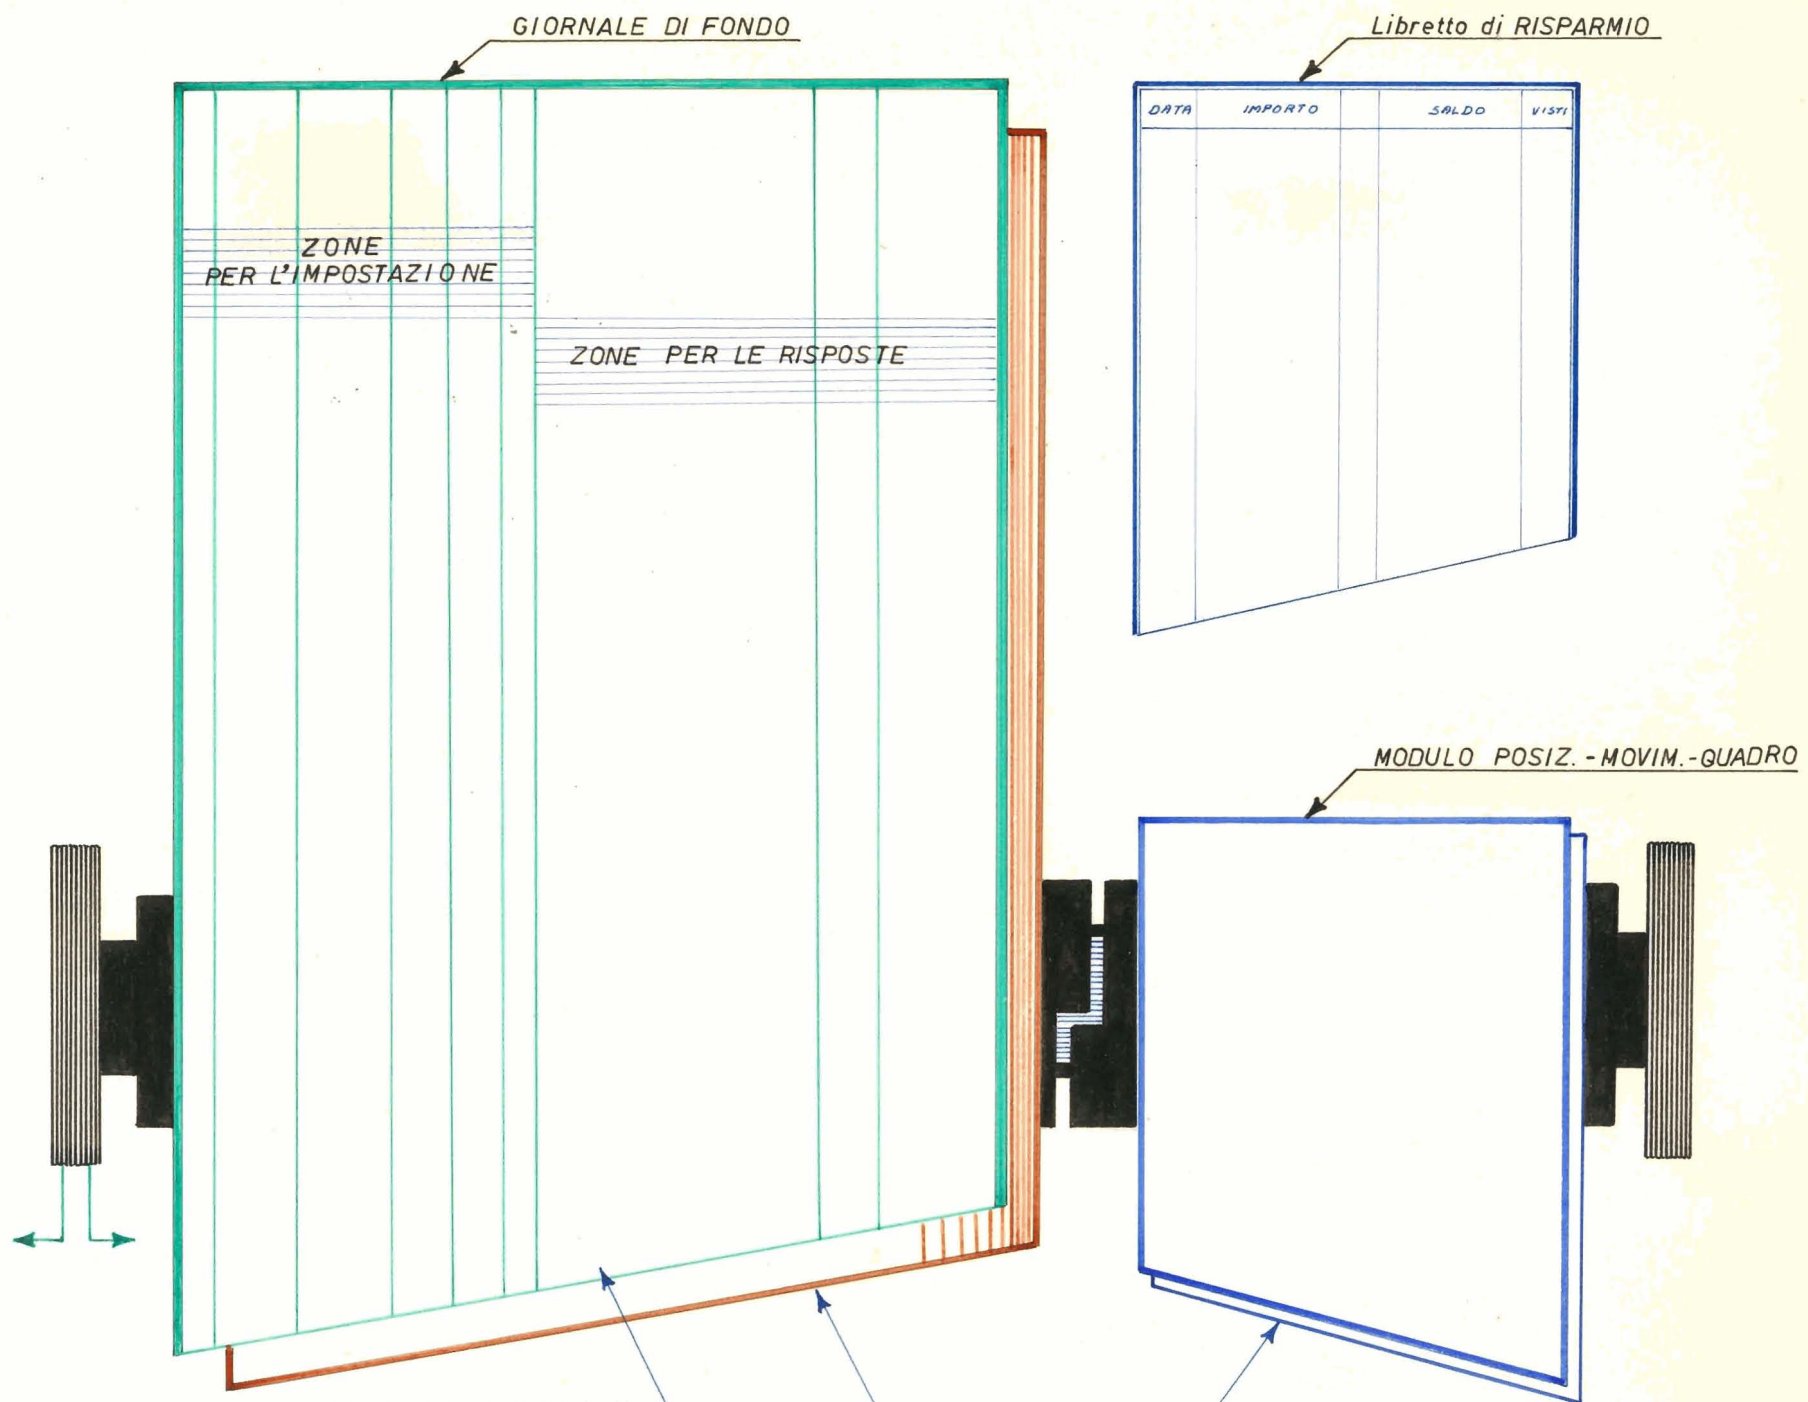 GIORNALE DI FONDO
Libretto di RISPARMIO
DATA IMPORTO SALDO VISTI
ZONE
PER L'IMPOSTAZIONE
ZONE PER LE RISPOSTE
MODULO POSIZ.-MOVIM.-QUADRO